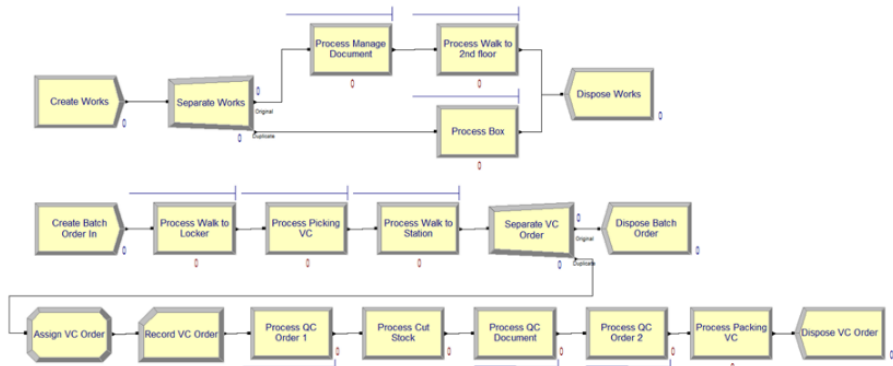 Process Manage
Document
0
Process Walk to
2nd floor
0
Create Works
0
Separate Works
0
Original
0
Duplicate
Process Box
0
Dispose Works
0
Create Batch
Order In
0
Process Walk to
Locker
0
Process Picking
VC
0
Process Walk to
Station
0
Separate VC
Order
0
Original
0
Duplicate
Dispose Batch
Order
0
Assign VC Order
Record VC Order
Process QC
Order 1
0
Process Cut
Stock
0
Process QC
Document
0
Process QC
Order 2
0
Process Packing
VC
0
Dispose VC Order
0